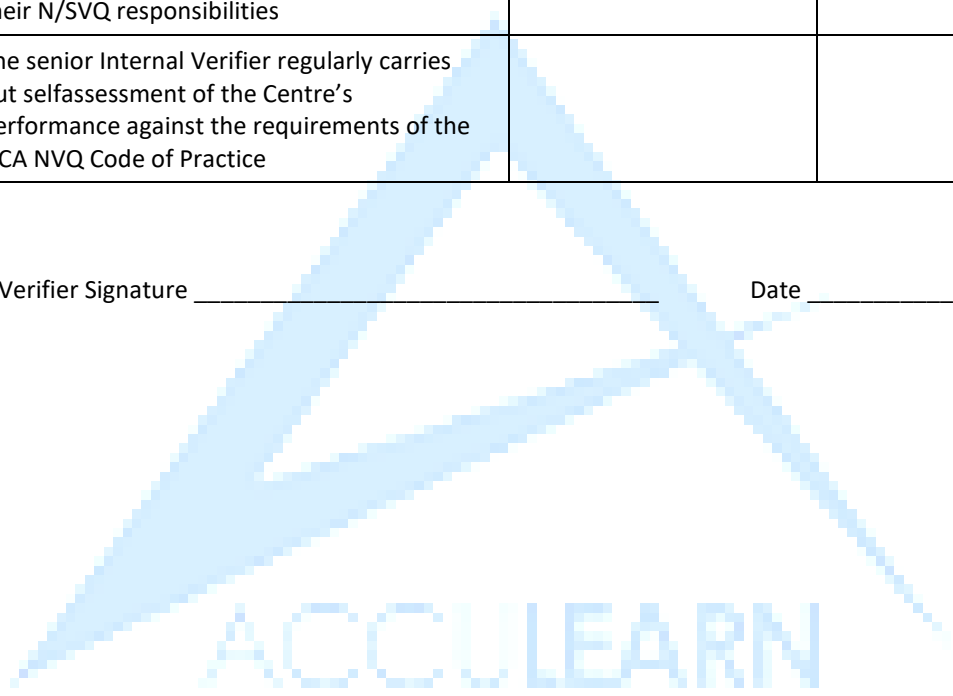 heir N/SVQ responsibilities
he senior Internal Verifier regularly carries
ut selfassessment of the Centre's
erformance against the requirements of the
CA NVQ Code of Practice
Verifier Signature ___________________________________ Date ___________
ACCULEARN